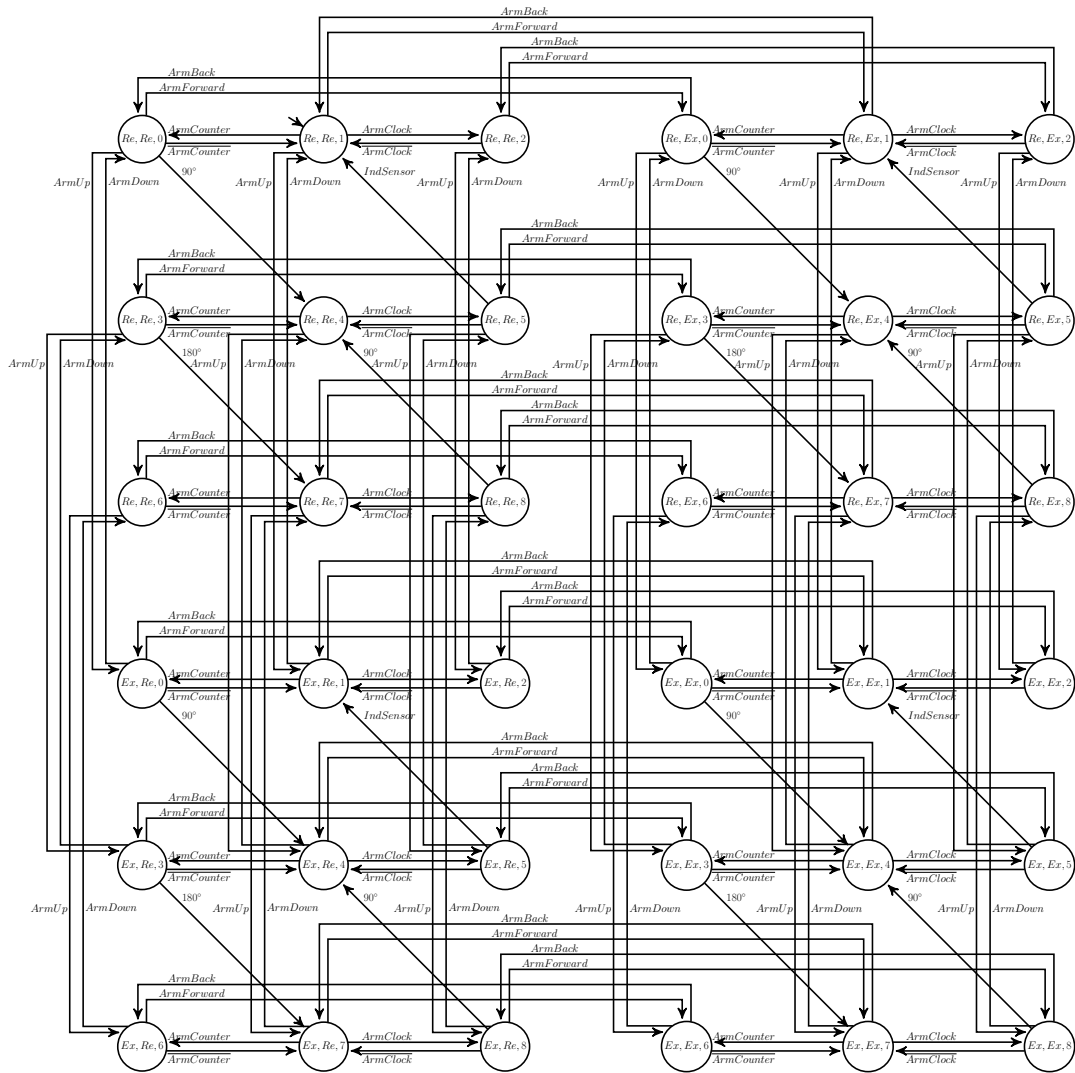 ArmBack
ArmForward
ArmBack
ArmForward
ArmBack
ArmForward
Re, Re, 0 ArmCounter Re, Re, 1 ArmClock Re, Re, 2 Re, Ex, 0 ArmCounter Re, Ex, 1 ArmClock Re, Ex, 2
ArmCounter ArmClock ArmCounter ArmClock
90° IndSensor 90° IndSensor
ArmUp ArmDown ArmUp ArmDown ArmUp ArmDown ArmUp ArmDown ArmUp ArmDown ArmUp ArmDown
ArmBack
ArmForward
ArmBack
ArmForward
Re, Re, 3 ArmCounter Re, Re, 4 ArmClock Re, Re, 5 Re, Ex, 3 ArmCounter Re, Ex, 4 ArmClock Re, Ex, 5
ArmCounter ArmClock ArmCounter ArmClock
180° 90° 180° 90°
ArmUp ArmDown ArmUp ArmDown ArmUp ArmDown ArmUp ArmDown ArmUp ArmDown ArmUp ArmDown
ArmBack
ArmForward
ArmBack
ArmForward
ArmBack
ArmForward
Re, Re, 6 ArmCounter Re, Re, 7 ArmClock Re, Re, 8 Re, Ex, 6 ArmCounter Re, Ex, 7 ArmClock Re, Ex, 8
ArmCounter ArmClock ArmCounter ArmClock
ArmBack
ArmForward
ArmBack
ArmForward
ArmBack
ArmForward
Ex, Re, 0 ArmCounter Ex, Re, 1 ArmClock Ex, Re, 2 Ex, Ex, 0 ArmCounter Ex, Ex, 1 ArmClock Ex, Ex, 2
ArmCounter ArmClock ArmCounter ArmClock
90° IndSensor 90° IndSensor
ArmBack
ArmForward
ArmBack
ArmForward
ArmBack
ArmForward
Ex, Re, 3 ArmCounter Ex, Re, 4 ArmClock Ex, Re, 5 Ex, Ex, 3 ArmCounter Ex, Ex, 4 ArmClock Ex, Ex, 5
ArmCounter ArmClock ArmCounter ArmClock
180° 90° 180° 90°
ArmUp ArmDown ArmUp ArmDown ArmUp ArmDown ArmUp ArmDown ArmUp ArmDown ArmUp ArmDown
ArmBack
ArmForward
ArmBack
ArmForward
ArmBack
ArmForward
Ex, Re, 6 ArmCounter Ex, Re, 7 ArmClock Ex, Re, 8 Ex, Ex, 6 ArmCounter Ex, Ex, 7 ArmClock Ex, Ex, 8
ArmCounter ArmClock ArmCounter ArmClock